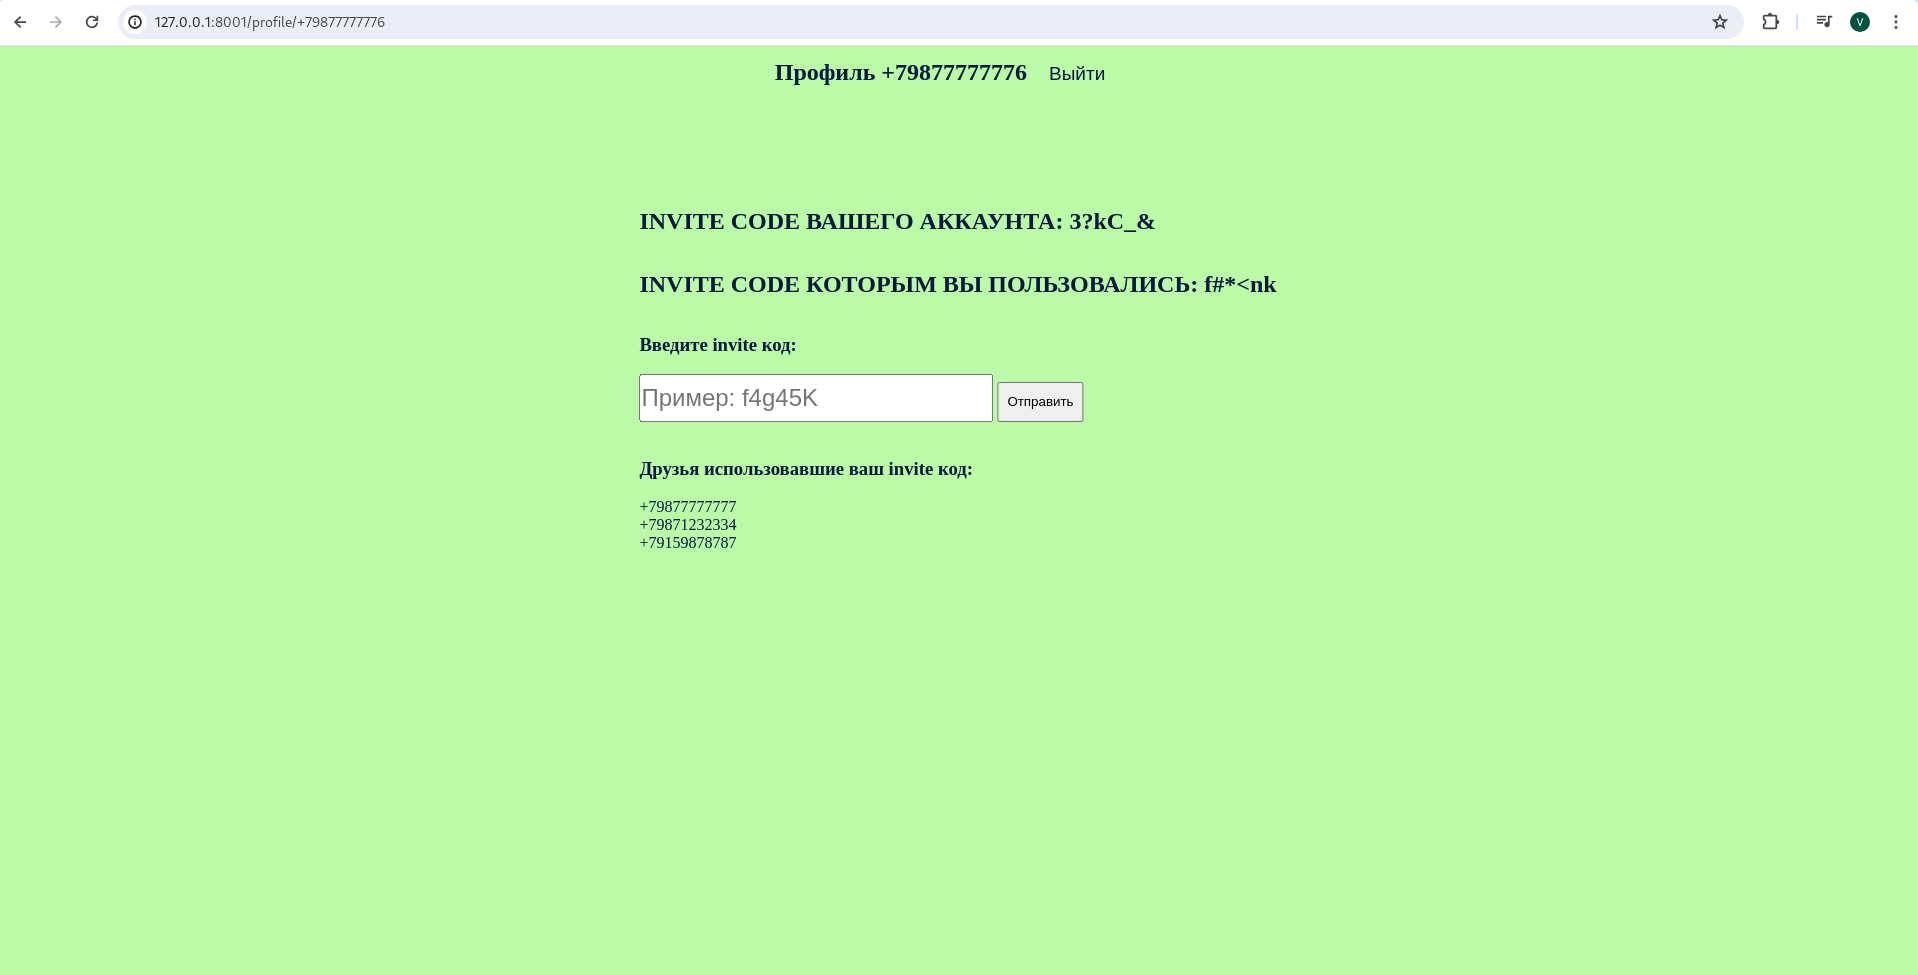 127.0.0.1:8001/profile/+79877777776
V
Профиль +79877777776 Выйти
INVITE CODE ВАШЕГО АККАУНТА: 3?kC_&
INVITE CODE КОТОРЫМ ВЫ ПОЛЬЗОВАЛИСЬ: f#*<nk
Введите invite код:
Пример: f4g45K Отправить
Друзья использовавшие ваш invite код:
+79877777777
+79871232334
+79159878787